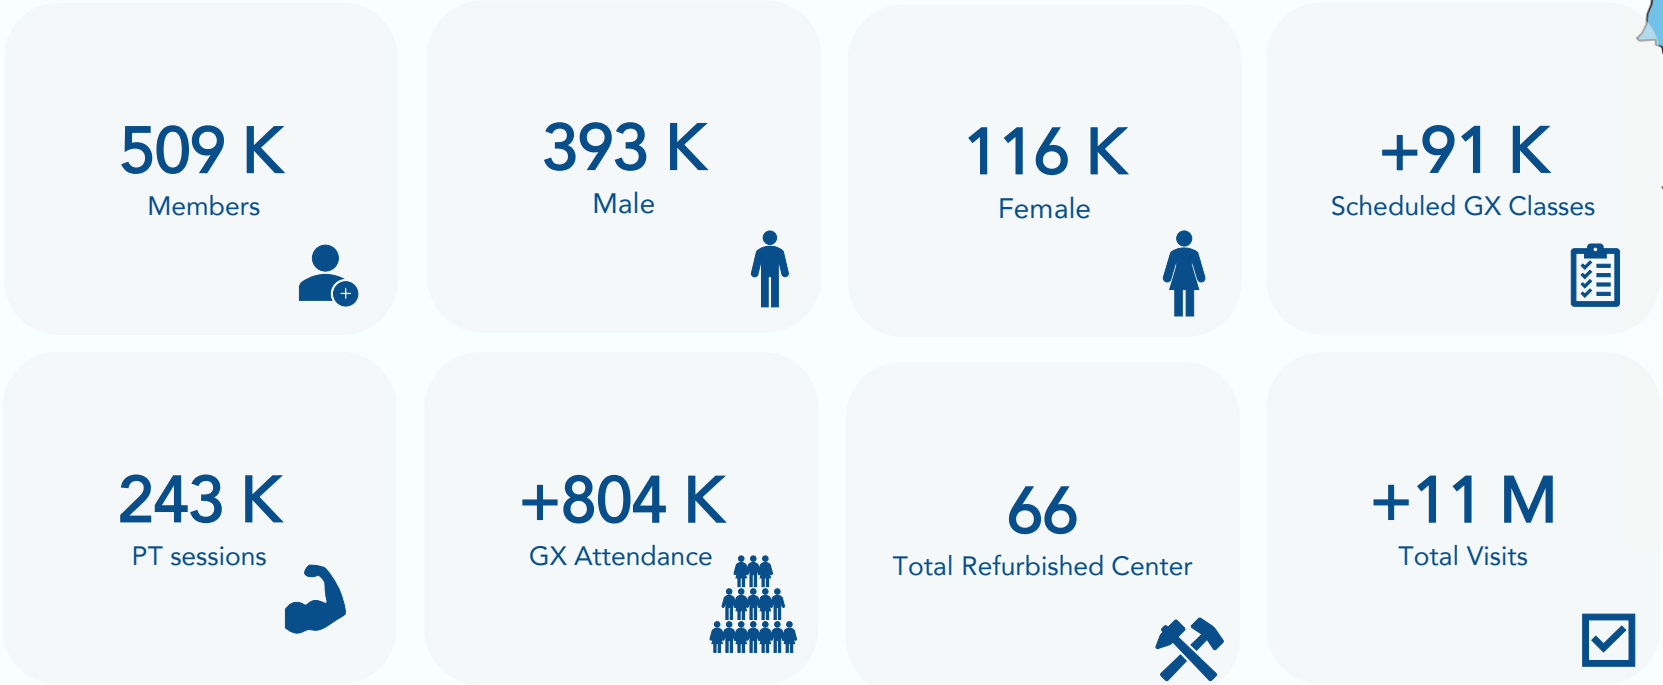 509 K
Members
393 K
Male
116 K
Female
+91 K
Scheduled GX Classes
243 K
PT sessions
+804 K
GX Attendance
66
Total Refurbished Center
+11 M
Total Visits